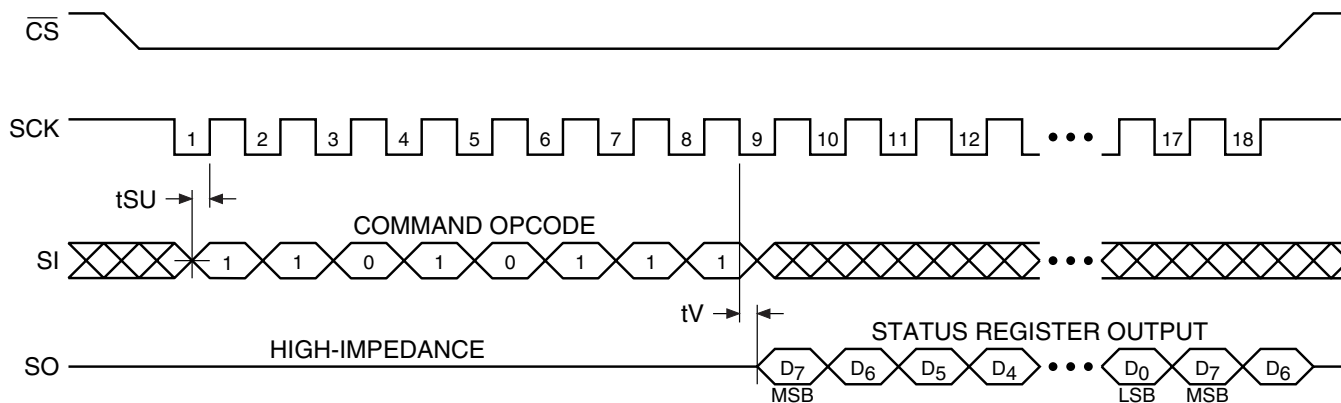 CS
SCK 1 2 3 4 5 6 7 8 9 10 11 12 ••• 17 18
tSU
COMMAND OPCODE
SI 1 1 0 1 0 1 1 1 •••
tV
HIGH-IMPEDANCE
STATUS REGISTER OUTPUT
SO D7 D6 D5 D4 ••• D0 D7 D6
MSB LSB MSB